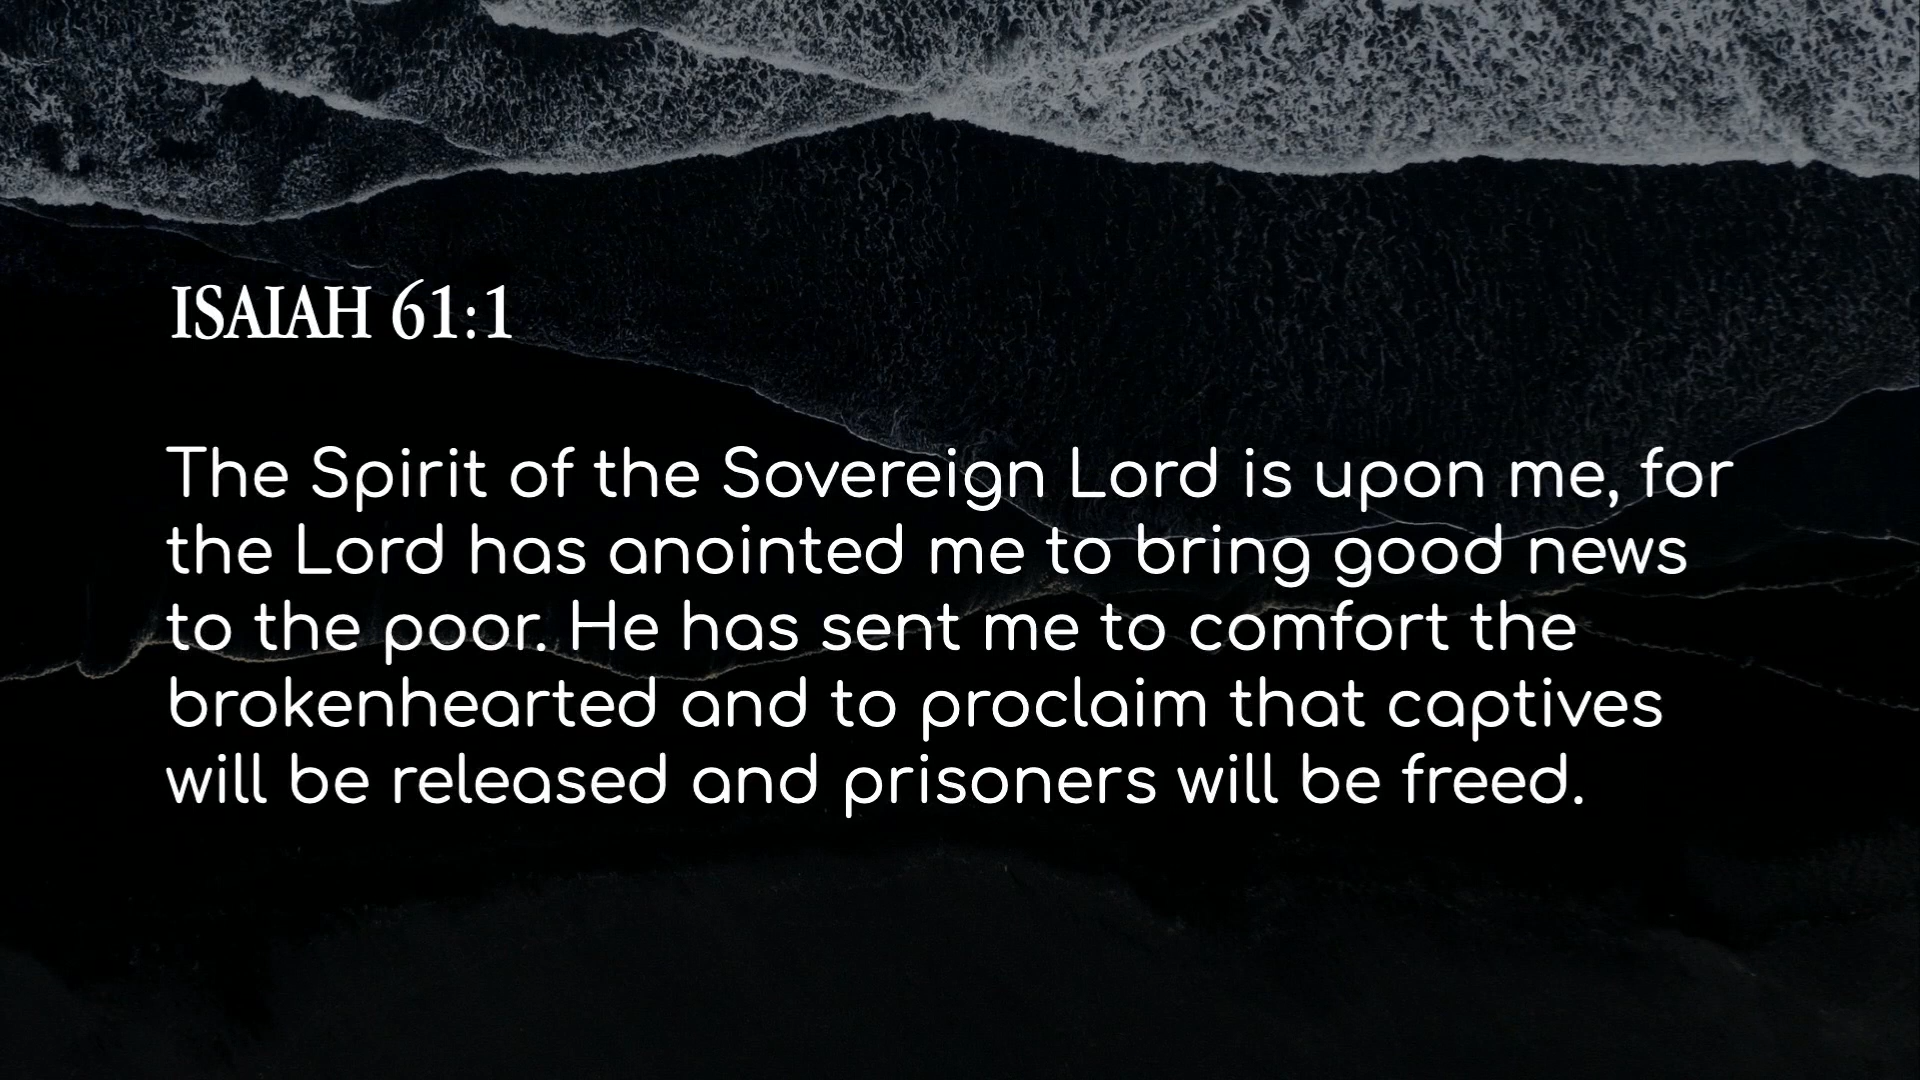 ISAIAH 61:1
The Spirit of the Sovereign Lord is upon me, for
the Lord has anointed me to bring good news
to the poor. He has sent me to comfort the
brokenhearted and to proclaim that captives
will be released and prisoners will be freed.